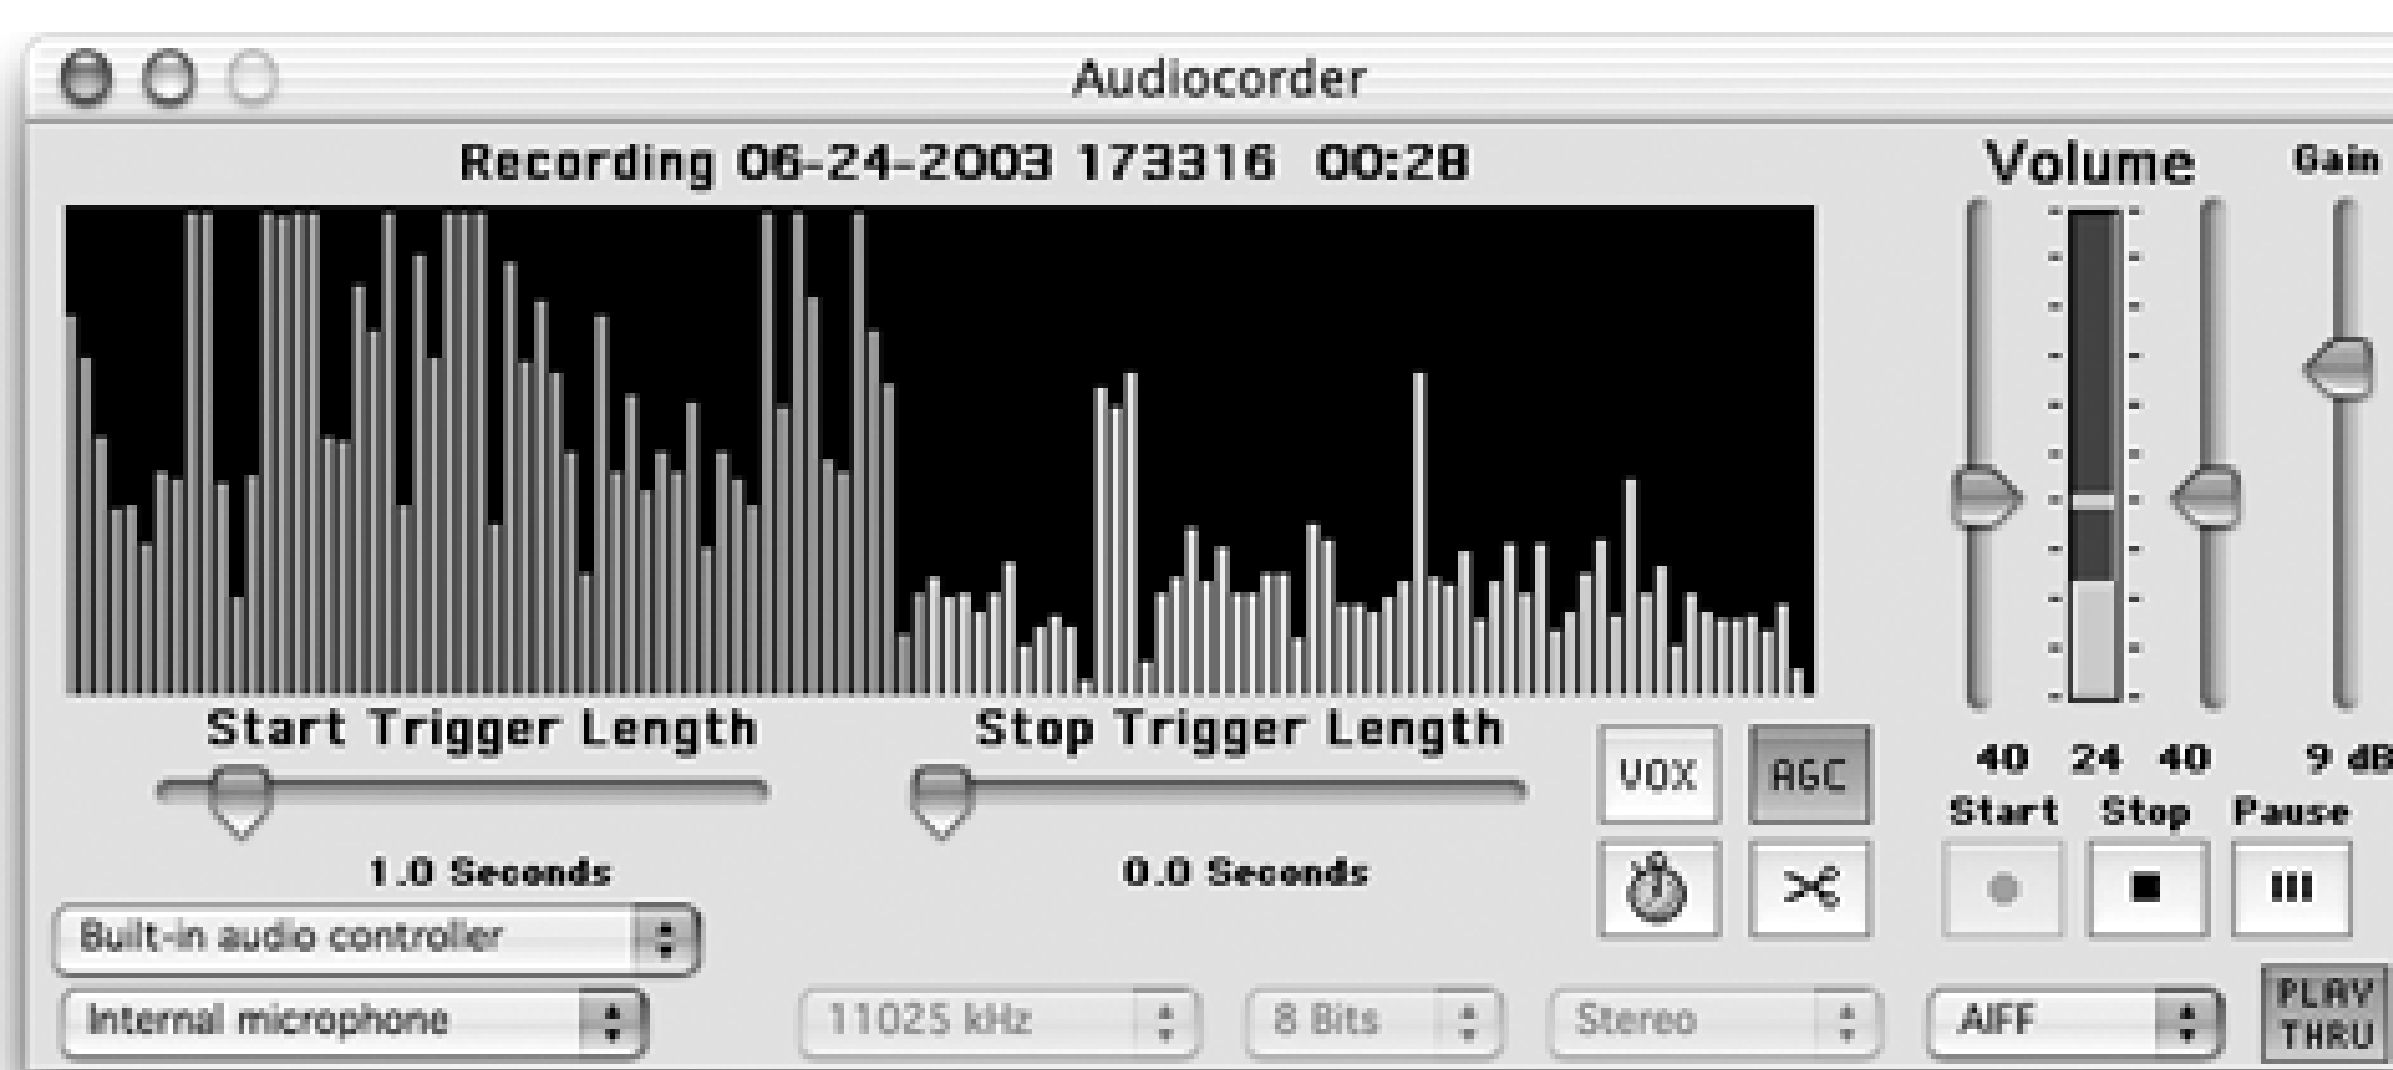 Audiocorder
Recording 06-24-2003 173316 00:28
Volume Gain
Start Trigger Length Stop Trigger Length
VOX AGC
40 24 40 9 dB
Start Stop Pause
1.0 Seconds 0.0 Seconds
Built-in audio controller
Internal microphone 11025 kHz 8 Bits Stereo AIFF
PLAY
THRU